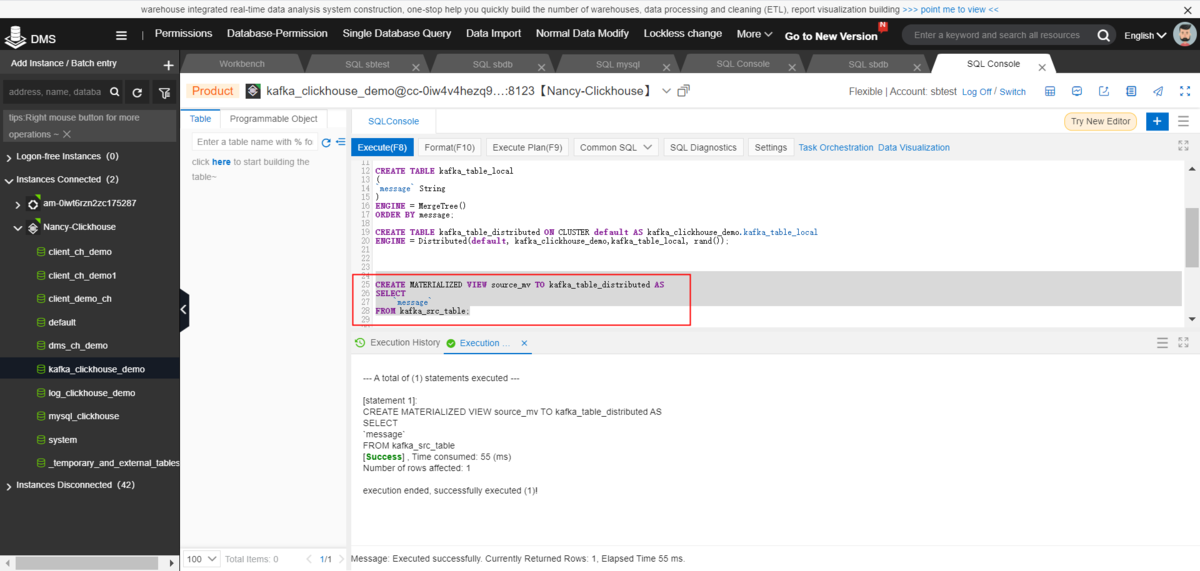 warehouse integrated real-time data analysis system construction, one-stop help you quickly build the number of warehouses, data processing and cleaning (ETL), report visualization building >>> point me to view <<
DMS
Permissions Database-Permission Single Database Query Data Import Normal Data Modify Lockless change More Go to New Version N
Enter a keyword and search all resources English
Add Instance / Batch entry
Workbench SQL sbtest SQL sbdb SQL mysql SQL Console SQL sbdb SQL Console
address, name, databa
Product kafka_clickhouse_demo@cc-0iw4v4hezq9...:8123【Nancy-Clickhouse】
Flexible | Account: sbtest Log Off / Switch
tips:Right mouse button for more
operations ~
Logon-free Instances (0)
Instances Connected (2)
am-0iwt6rzn2zc175287
Nancy-Clickhouse
client_ch_demo
client_ch_demo1
client_demo_ch
default
dms_ch_demo
kafka_clickhouse_demo
log_clickhouse_demo
mysql_clickhouse
system
_temporary_and_external_tables
Instances Disconnected (42)
Table Programmable Object
Enter a table name with % fo
click here to start building the
table~
100 Total Items: 0 1/1
SQLConsole
Try New Editor
Execute(F8) Format(F10) Execute Plan(F9) Common SQL SQL Diagnostics Settings Task Orchestration Data Visualization
11
12 CREATE TABLE kafka_table_local
13 (
14 `message` String
15 )
16 ENGINE = MergeTree()
17 ORDER BY message;
18
19 CREATE TABLE kafka_table_distributed ON CLUSTER default AS kafka_clickhouse_demo.kafka_table_local
20 ENGINE = Distributed(default, kafka_clickhouse_demo,kafka_table_local, rand());
21
22
23
24
25 CREATE MATERIALIZED VIEW source_mv TO kafka_table_distributed AS
26 SELECT
27 `message`
28 FROM kafka_src_table;
29
Execution History Execution ...
--- A total of (1) statements executed ---
[statement 1]:
CREATE MATERIALIZED VIEW source_mv TO kafka_table_distributed AS
SELECT
`message`
FROM kafka_src_table
[Success] , Time consumed: 55 (ms)
Number of rows affected: 1
execution ended, successfully executed (1)!
Message: Executed successfully. Currently Returned Rows: 1, Elapsed Time 55 ms.